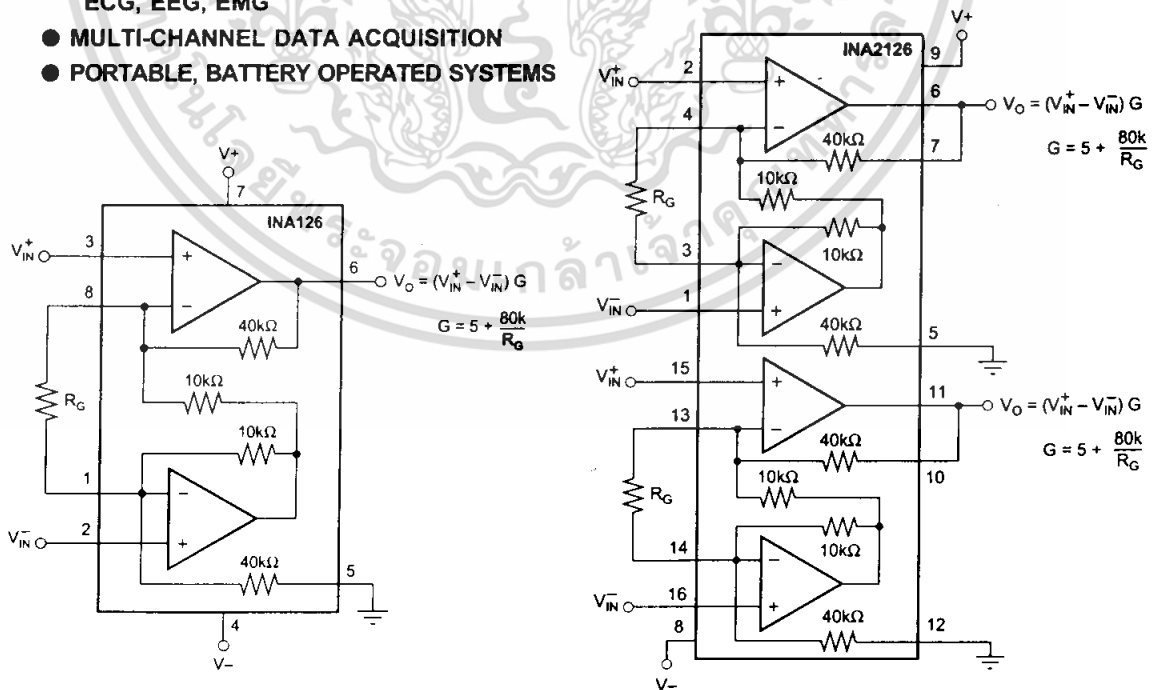 ECG, EEG, EMG
● MULTI-CHANNEL DATA ACQUISITION
● PORTABLE, BATTERY OPERATED SYSTEMS
V+
7
INA126
V+IN
3
8
RG
1
V−IN
2
40kΩ
10kΩ
10kΩ
40kΩ
6
VO = (V+IN − V−IN) G
G = 5 + 80k/RG
5
4
V−
V+
9
INA2126
V+IN
2
4
RG
3
V−IN
1
40kΩ
10kΩ
10kΩ
40kΩ
6
7
VO = (V+IN − V−IN) G
G = 5 + 80k/RG
5
V+IN
15
13
RG
14
V−IN
16
40kΩ
10kΩ
10kΩ
40kΩ
11
10
VO = (V+IN − V−IN) G
G = 5 + 80k/RG
12
8
V−